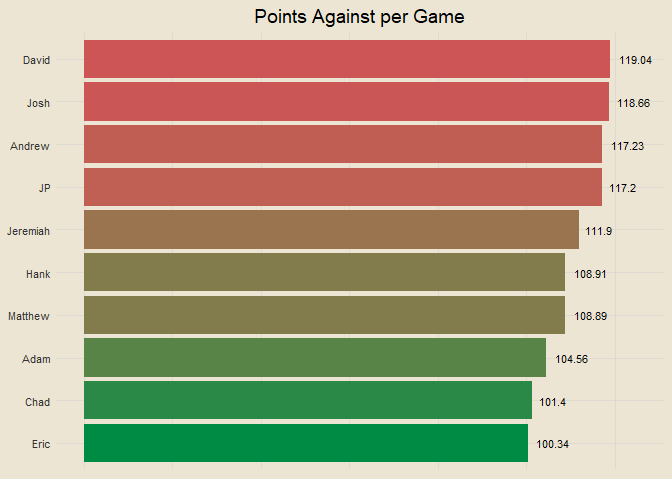 Points Against per Game
David 119.04
Josh 118.66
Andrew 117.23
JP 117.2
Jeremiah 111.9
Hank 108.91
Matthew 108.89
Adam 104.56
Chad 101.4
Eric 100.34